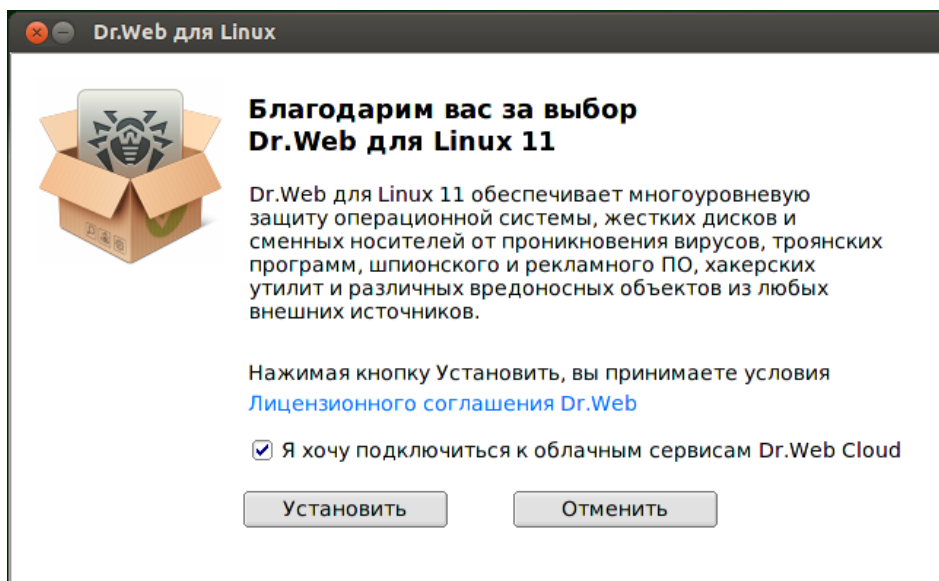 Dr.Web для Linux
Благодарим вас за выбор
Dr.Web для Linux 11
Dr.Web для Linux 11 обеспечивает многоуровневую
защиту операционной системы, жестких дисков и
сменных носителей от проникновения вирусов, троянских
программ, шпионского и рекламного ПО, хакерских
утилит и различных вредоносных объектов из любых
внешних источников.
Нажимая кнопку Установить, вы принимаете условия
Лицензионного соглашения Dr.Web
Я хочу подключиться к облачным сервисам Dr.Web Cloud
Установить
Отменить